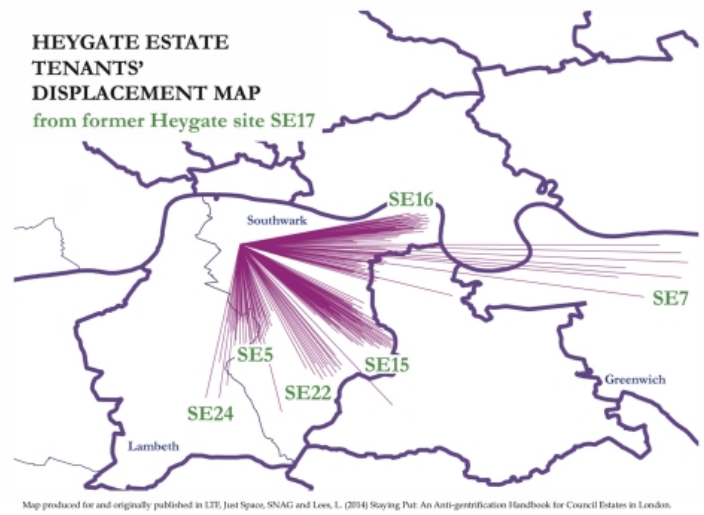 HEYGATE ESTATE
TENANTS'
DISPLACEMENT MAP
from former Heygate site SE17
SE16
Southwark
SE7
SE5
SE15
Greenwich
SE22
SE24
Lambeth
Map produced for and originally published in LTF, Just Space, SNAG and Lees, L. (2014) Staying Put: An Anti-gentrification Handbook for Council Estates in London.